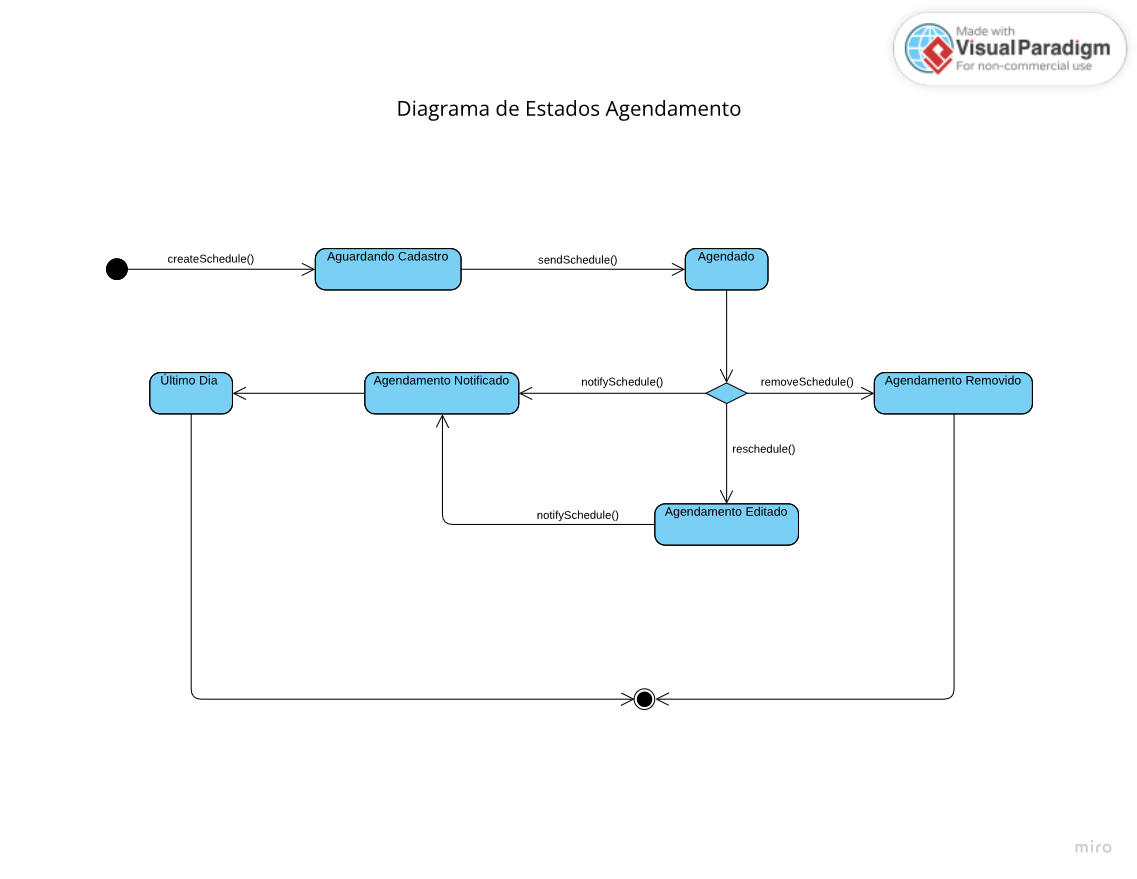 Made with
Visual Paradigm
For non-commercial use
Diagrama de Estados Agendamento
createSchedule()
Aguardando Cadastro
sendSchedule()
Agendado
Último Dia
Agendamento Notificado
notifySchedule()
removeSchedule()
Agendamento Removido
reschedule()
notifySchedule()
Agendamento Editado
miro